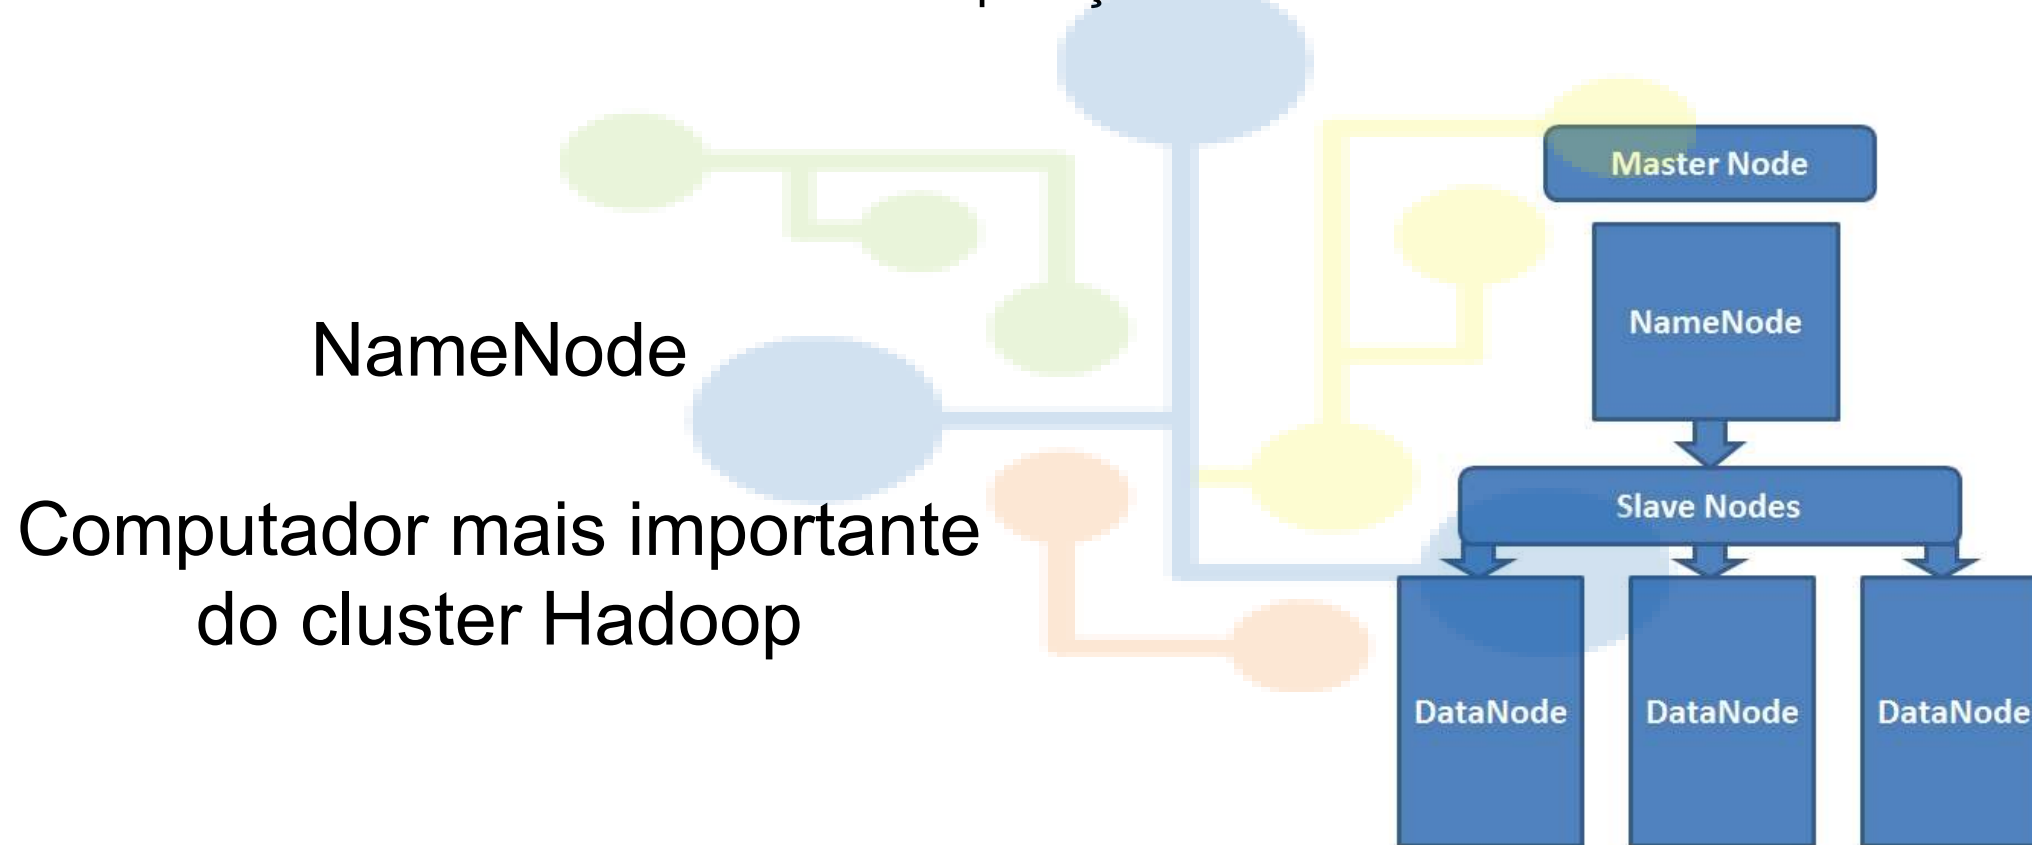 NameNode
Computador mais importante
do cluster Hadoop
Master Node
NameNode
Slave Nodes
DataNode
DataNode
DataNode